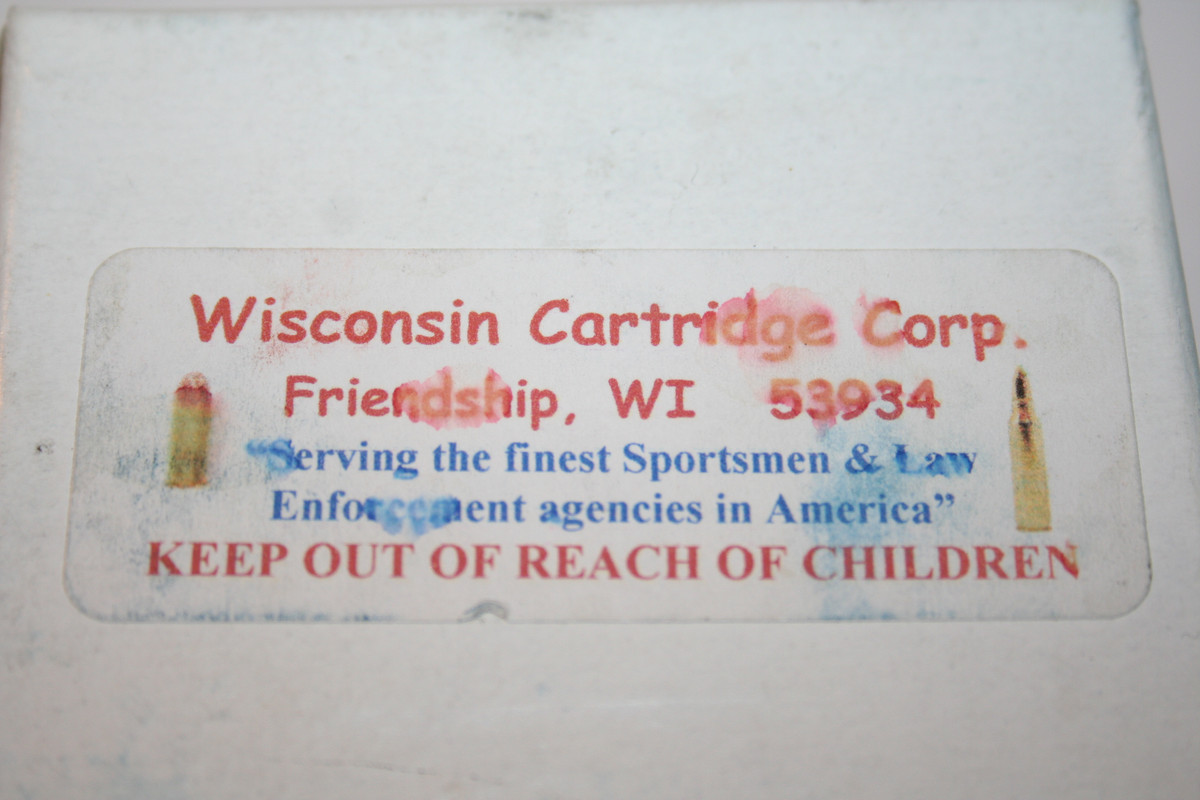 Wisconsin Cartridge Corp.
Friendship, WI 53934
“Serving the finest Sportsmen & Law
Enforcement agencies in America”
KEEP OUT OF REACH OF CHILDREN